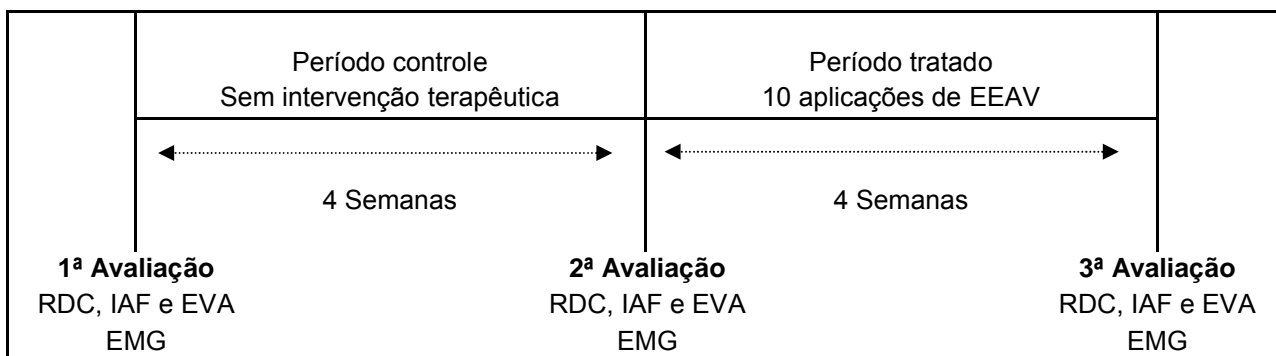 Período controle
Sem intervenção terapêutica
Período tratado
10 aplicações de EEAV
4 Semanas
4 Semanas
1ª Avaliação
RDC, IAF e EVA
EMG
2ª Avaliação
RDC, IAF e EVA
EMG
3ª Avaliação
RDC, IAF e EVA
EMG